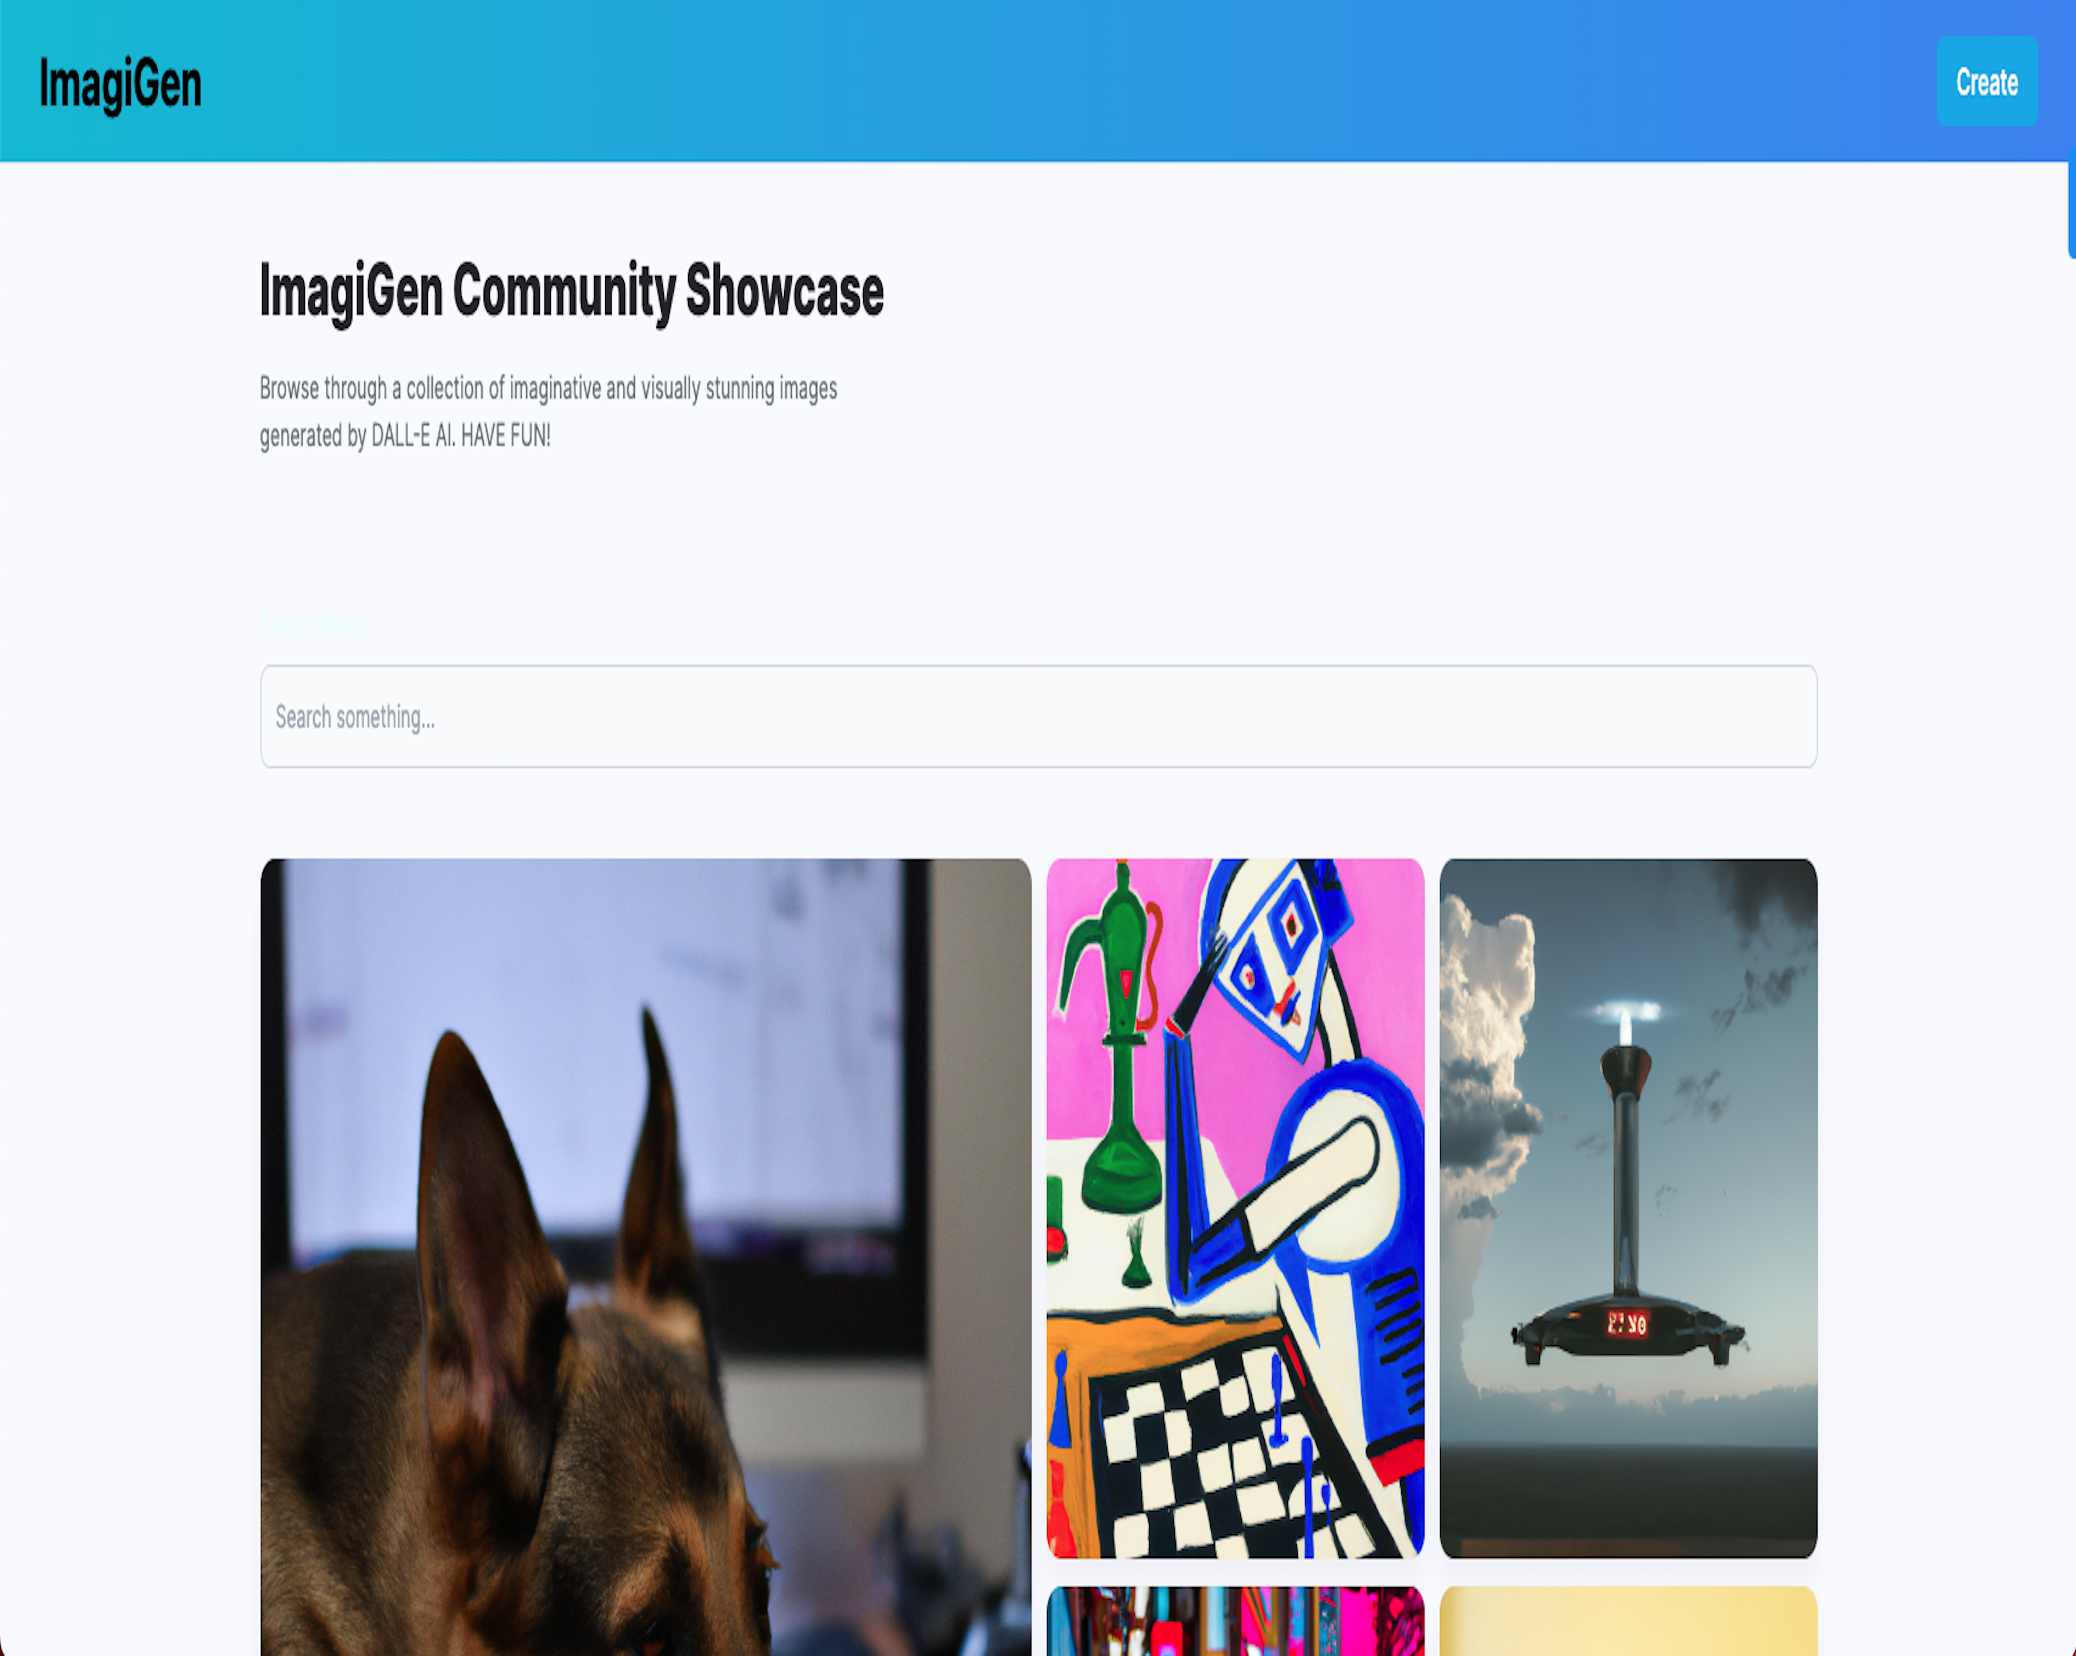 ImagiGen
Create
ImagiGen Community Showcase
Browse through a collection of imaginative and visually stunning images
generated by DALL-E AI. HAVE FUN!
Search something...